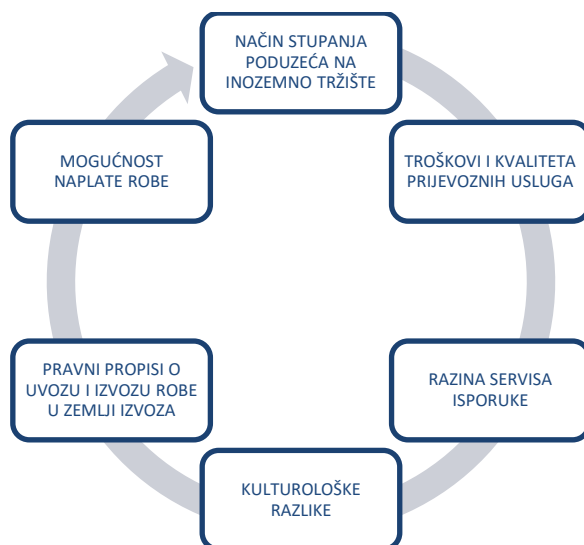 NAČIN STUPANJA
PODUZEĆA NA
INOZEMNO TRŽIŠTE
TROŠKOVI I KVALITETA
PRIJEVOZNIH USLUGA
RAZINA SERVISA
ISPORUKE
KULTUROLOŠKE
RAZLIKE
PRAVNI PROPISI O
UVOZU I IZVOZU ROBE
U ZEMLJI IZVOZA
MOGUĆNOST
NAPLATE ROBE